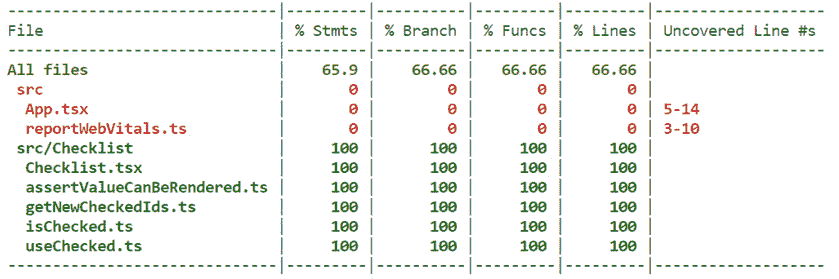 -----------------------------|---------|----------|---------|---------|-------------------
File                         | % Stmts | % Branch | % Funcs | % Lines | Uncovered Line #s
-----------------------------|---------|----------|---------|---------|-------------------
All files                    |    65.9 |    66.66 |   66.66 |   66.66 |
 src                         |       0 |        0 |       0 |       0 |
  App.tsx                    |       0 |        0 |       0 |       0 | 5-14
  reportWebVitals.ts         |       0 |        0 |       0 |       0 | 3-10
 src/Checklist               |     100 |      100 |     100 |     100 |
  Checklist.tsx              |     100 |      100 |     100 |     100 |
  assertValueCanBeRendered.ts |     100 |      100 |     100 |     100 |
  getNewCheckedIds.ts        |     100 |      100 |     100 |     100 |
  isChecked.ts               |     100 |      100 |     100 |     100 |
  useChecked.ts              |     100 |      100 |     100 |     100 |
-----------------------------|---------|----------|---------|---------|-------------------